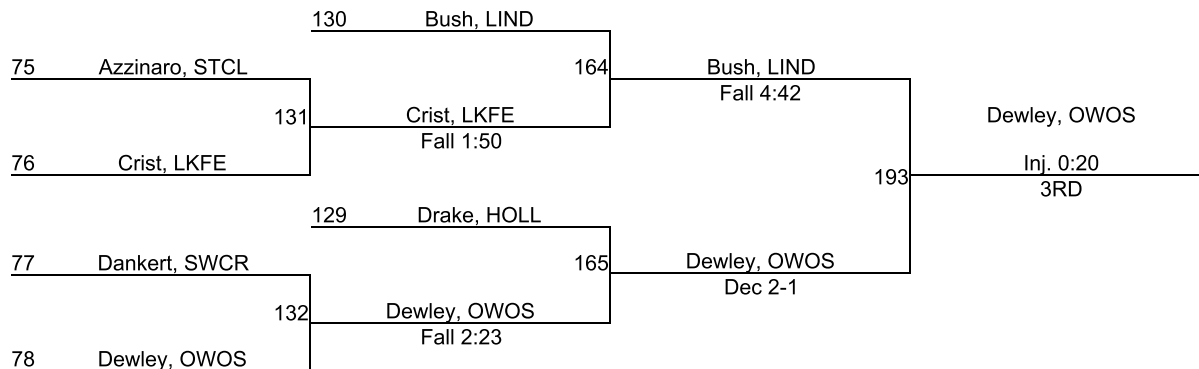 130 Bush, LIND
75 Azzinaro, STCL
164 Bush, LIND
Fall 4:42
131 Crist, LKFE
Fall 1:50
Dewley, OWOS
76 Crist, LKFE
193 Inj. 0:20
3RD
129 Drake, HOLL
77 Dankert, SWCR
165 Dewley, OWOS
Dec 2-1
132 Dewley, OWOS
Fall 2:23
78 Dewley, OWOS